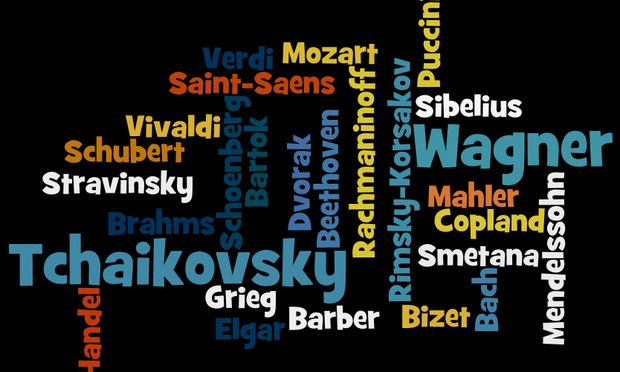 Puccini
Verdi
Mozart
Saint-Saens
Rachmaninoff
Rimsky-Korsakov
Sibelius
Vivaldi
Schoenberg
Bartok
Dvorak
Beethoven
Wagner
Schubert
Stravinsky
Mahler
Mendelssohn
Brahms
Copland
Tchaikovsky
Smetana
Handel
Grieg
Bach
Elgar
Barber
Bizet